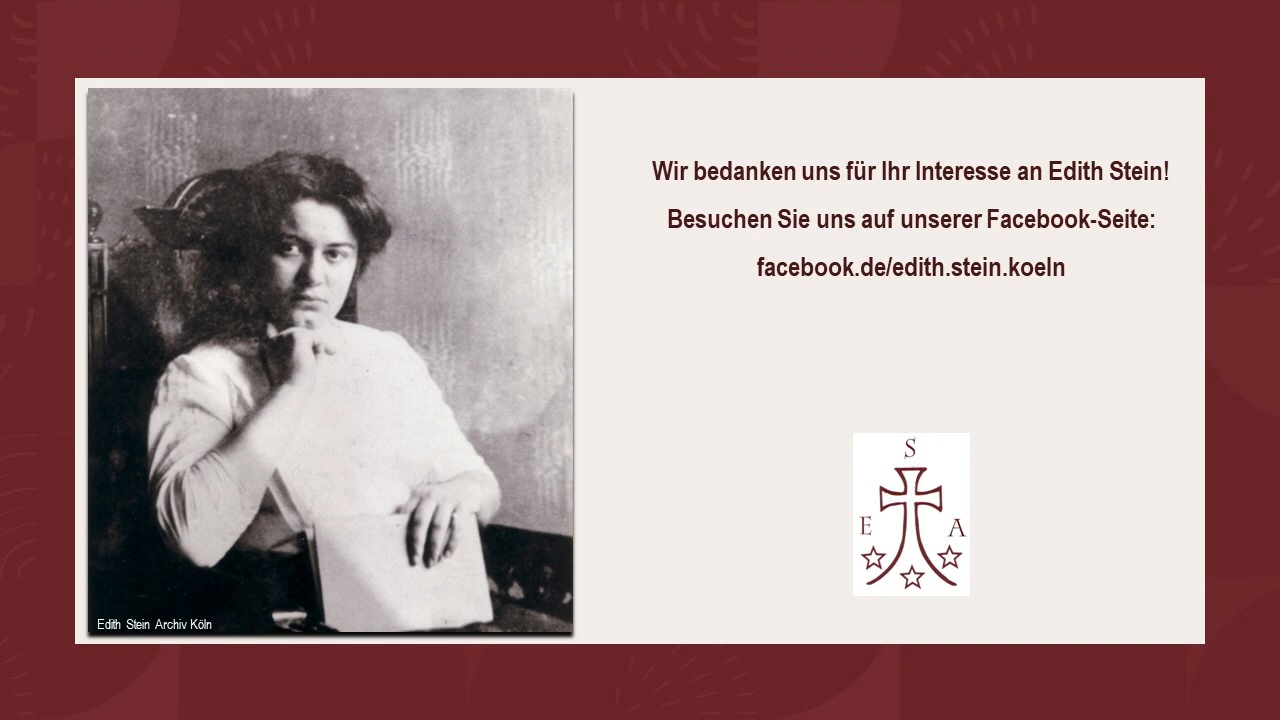 Wir bedanken uns für Ihr Interesse an Edith Stein!
Besuchen Sie uns auf unserer Facebook-Seite:
facebook.de/edith.stein.koeln
S
E A
Edith Stein Archiv Köln